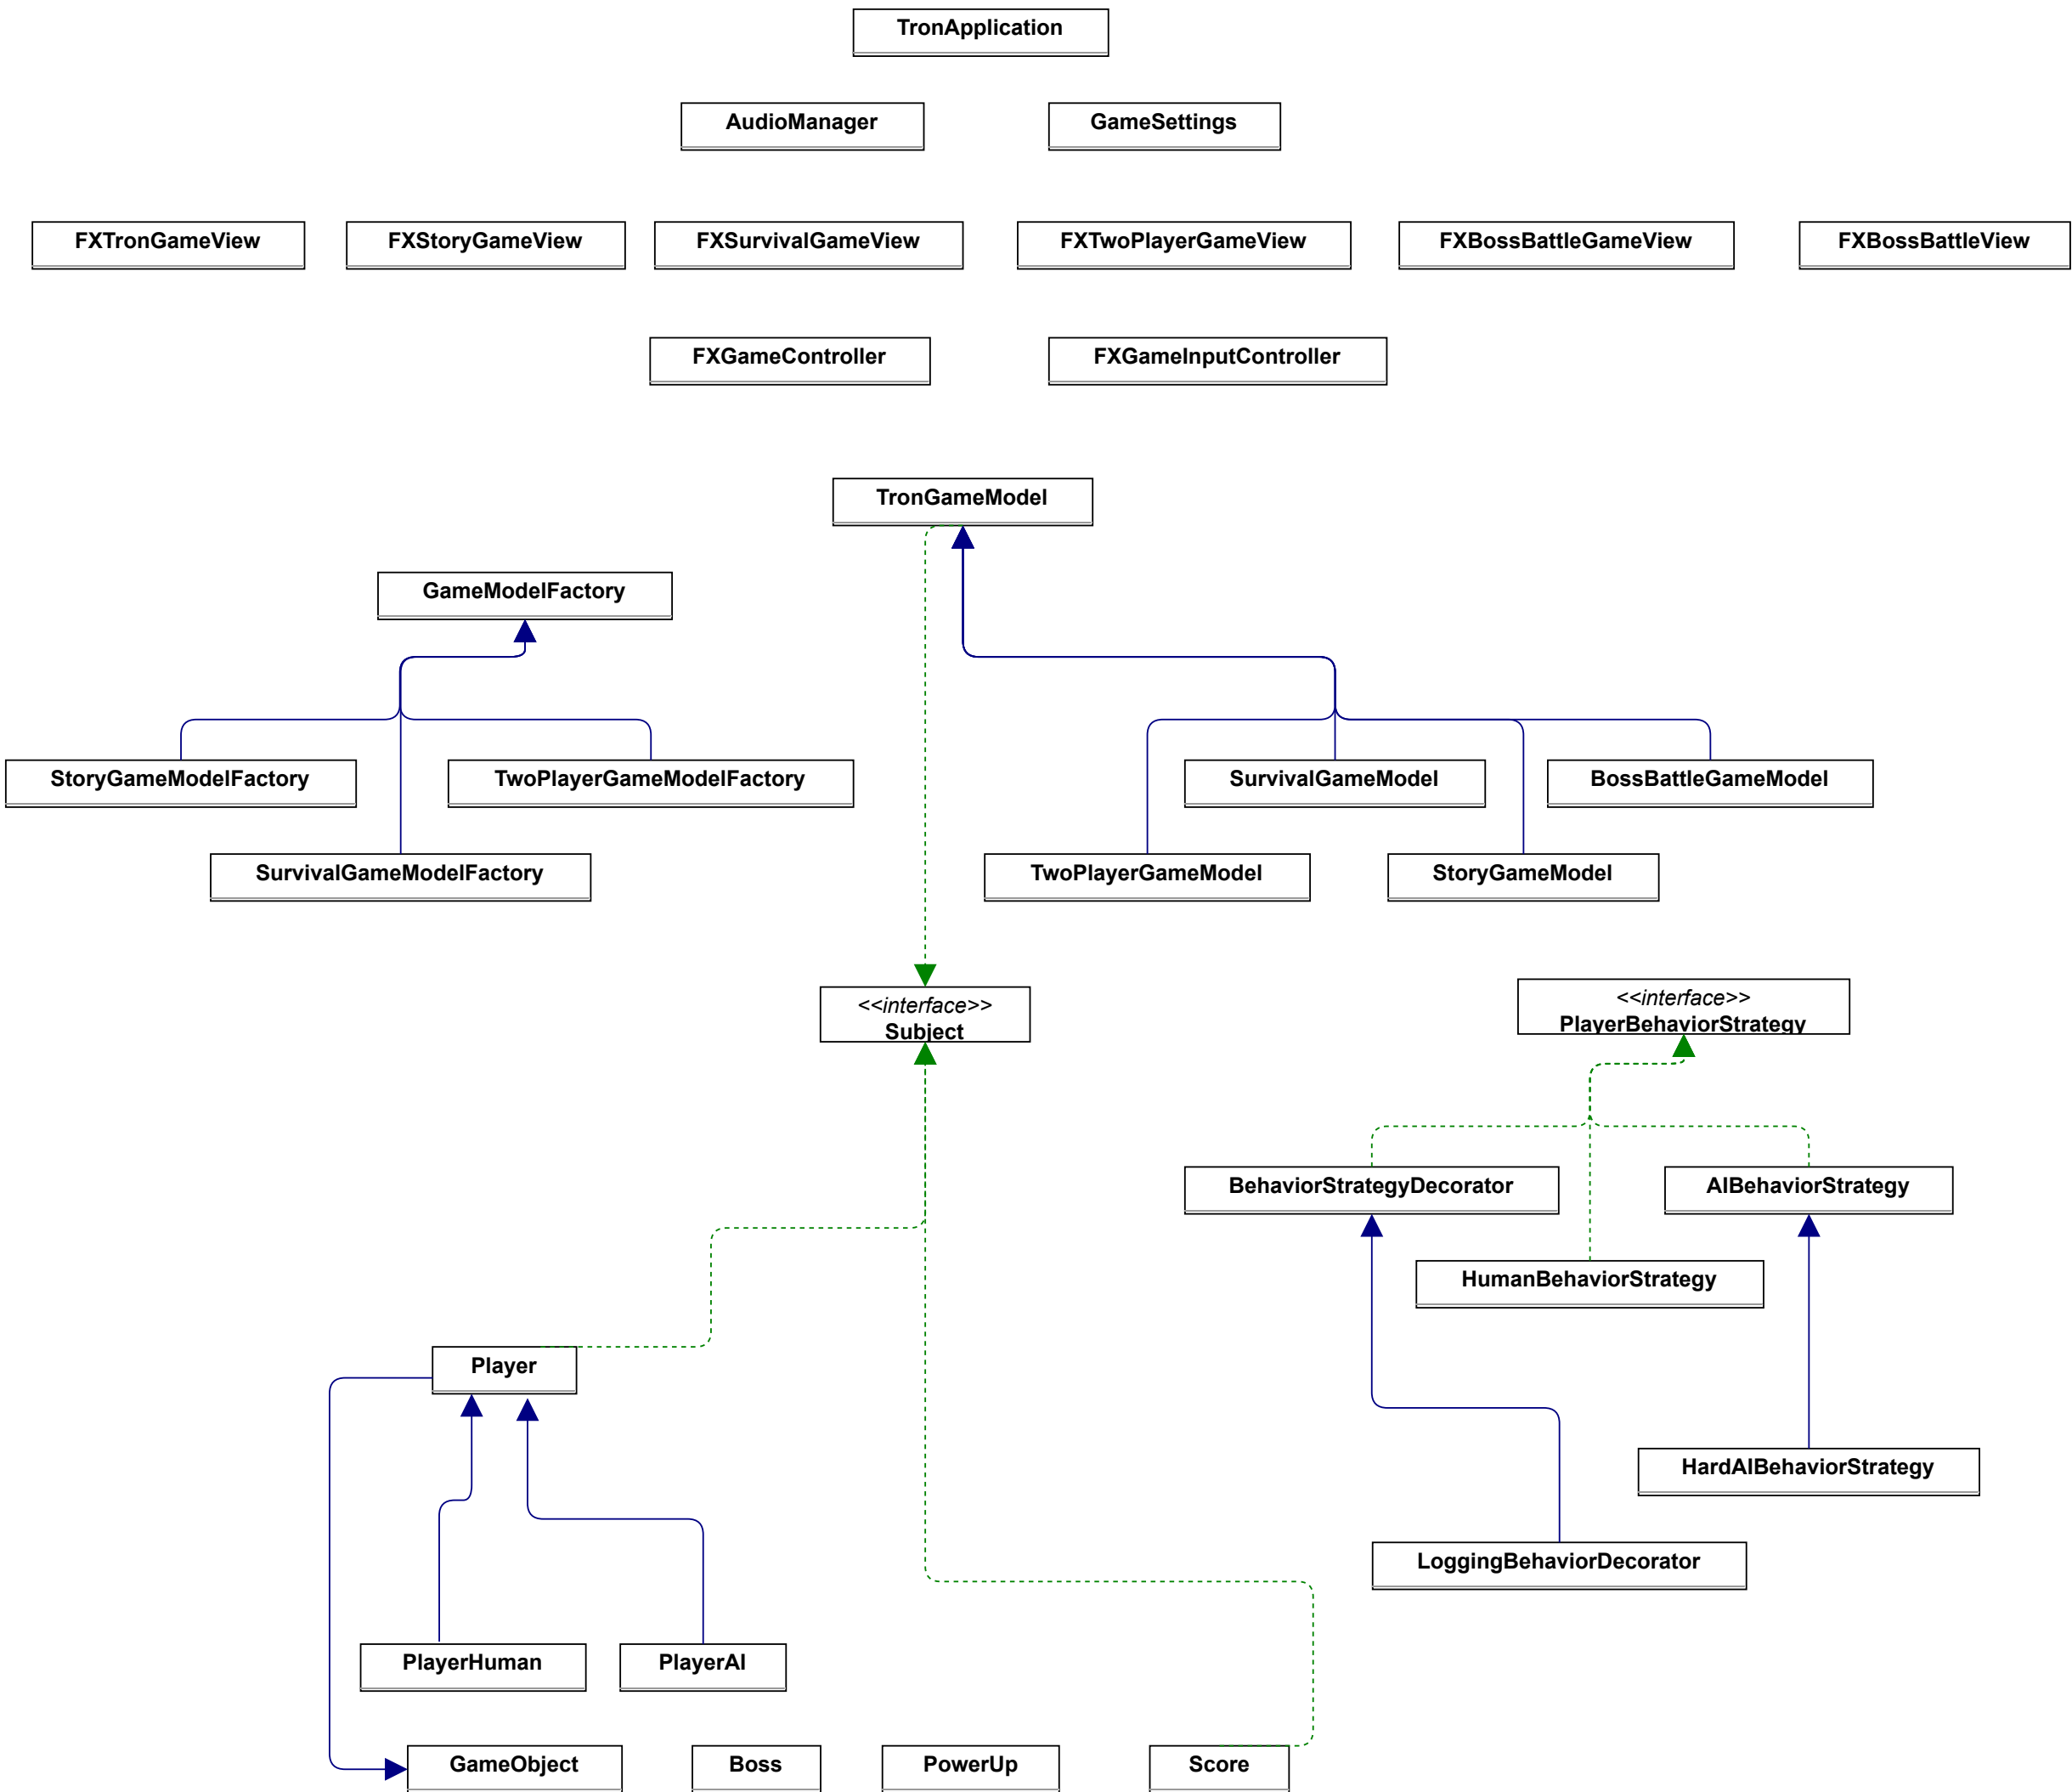 TronApplication
AudioManager
GameSettings
FXTronGameView
FXStoryGameView
FXSurvivalGameView
FXTwoPlayerGameView
FXBossBattleGameView
FXBossBattleView
FXGameController
FXGameInputController
TronGameModel
GameModelFactory
StoryGameModelFactory
TwoPlayerGameModelFactory
SurvivalGameModel
BossBattleGameModel
SurvivalGameModelFactory
TwoPlayerGameModel
StoryGameModel
<<interface>>
Subject
<<interface>>
PlayerBehaviorStrategy
BehaviorStrategyDecorator
AIBehaviorStrategy
HumanBehaviorStrategy
Player
HardAIBehaviorStrategy
LoggingBehaviorDecorator
PlayerHuman
PlayerAI
GameObject
Boss
PowerUp
Score